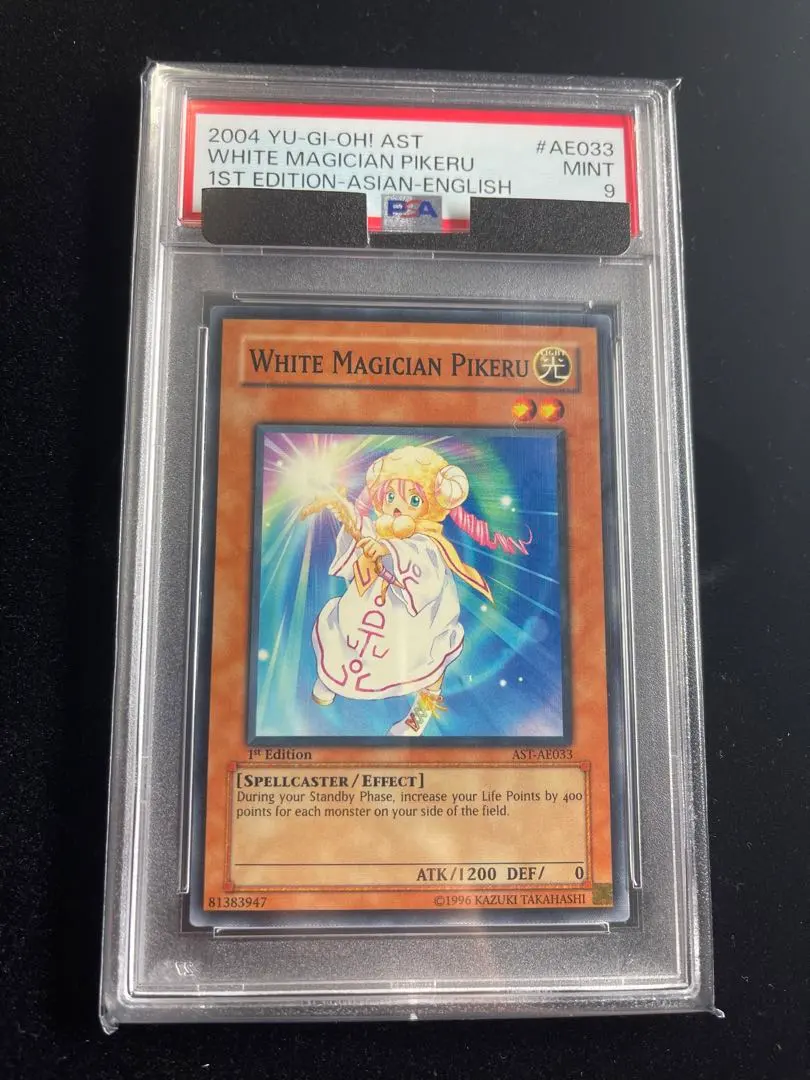 2004 YU-GI-OH! AST #AE033
WHITE MAGICIAN PIKERU MINT
1ST EDITION-ASIAN-ENGLISH 9
PSA
WHITE MAGICIAN PIKERU
LIGHT
光
1st Edition AST-AE033
[SPELLCASTER/EFFECT]
During your Standby Phase, increase your Life Points by 400
points for each monster on your side of the field.
ATK/1200 DEF/ 0
81383947 ©1996 KAZUKI TAKAHASHI